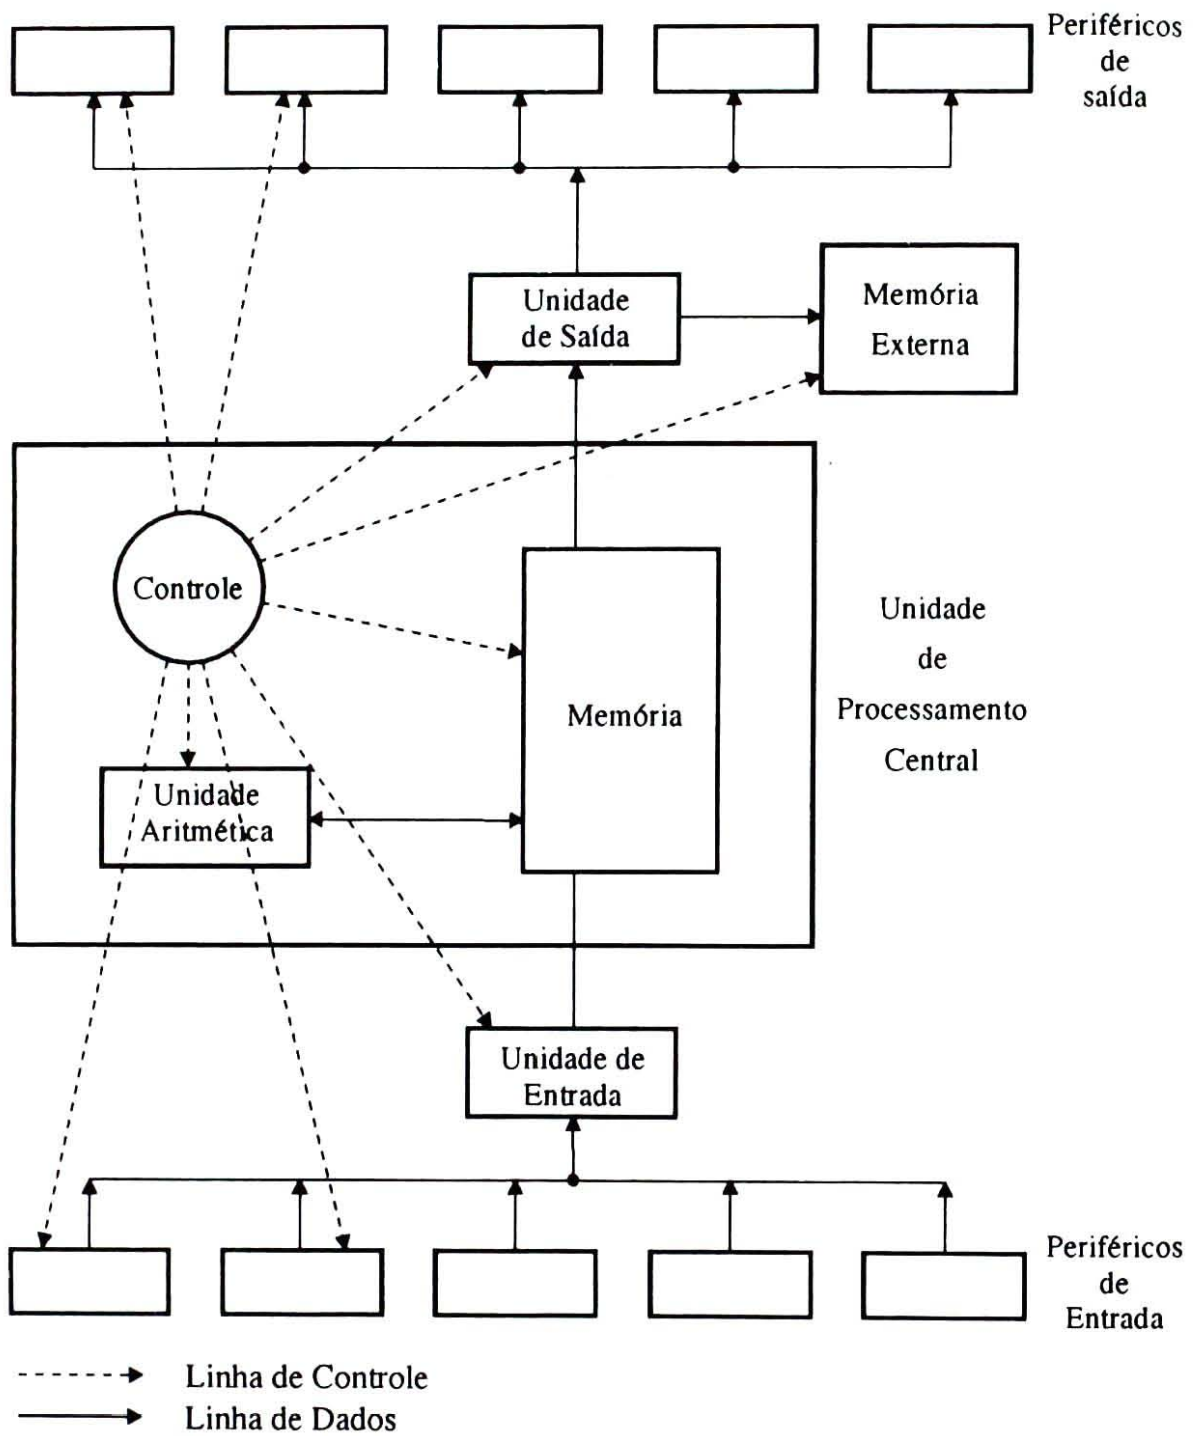 Periféricos
de
saída
Unidade
de Saída
Memória
Externa
Controle
Unidade
de
Processamento
Central
Memória
Unidade
Aritmética
Unidade de
Entrada
Periféricos
de
Entrada
Linha de Controle
Linha de Dados